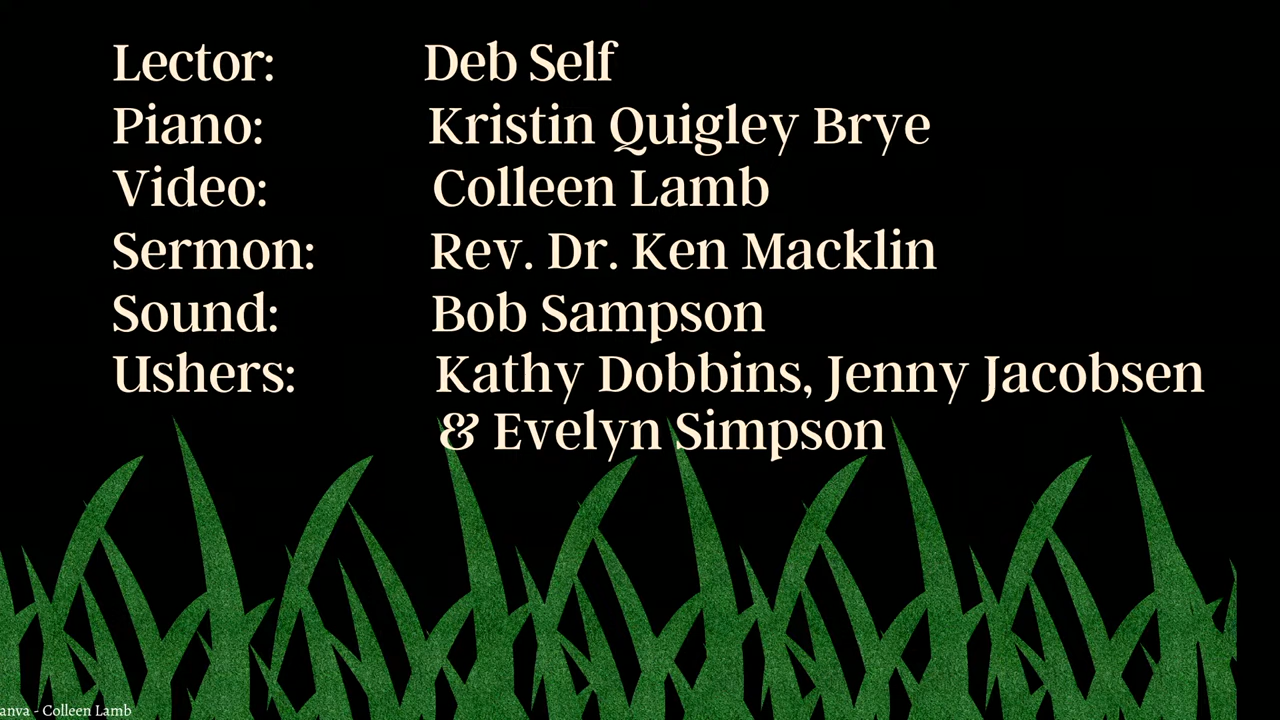 Lector: Deb Self
Piano: Kristin Quigley Brye
Video: Colleen Lamb
Sermon: Rev. Dr. Ken Macklin
Sound: Bob Sampson
Ushers: Kathy Dobbins, Jenny Jacobsen
& Evelyn Simpson
anva - Colleen Lamb